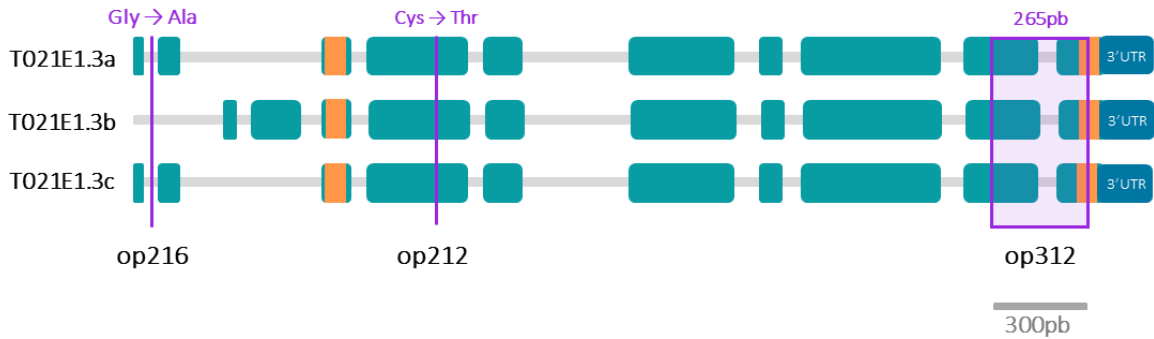 Gly → Ala
Cys → Thr
265pb
T021E1.3a
3'UTR
T021E1.3b
3'UTR
T021E1.3c
3'UTR
op216
op212
op312
300pb